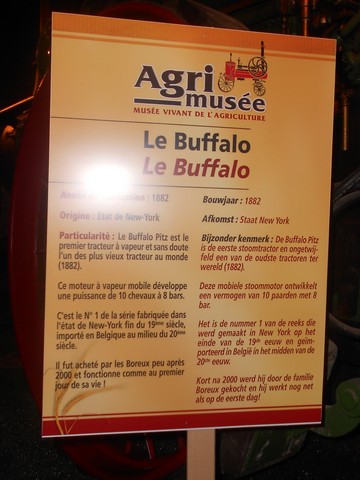 Agri
musée
MUSÉE VIVANT DE L'AGRICULTURE
Le Buffalo
Le Buffalo
: 1882
Origine : Etat de New-York
Particularité : Le Buffalo Pitz est
le premier tracteur à vapeur et sans doute
l'un des plus vieux tracteur au monde
(1882).
Ce moteur à vapeur mobile développe
une puissance de 10 chevaux à 8 bars.
C'est le N° 1 de la série fabriquée dans
l'état de New-York fin du 19ème siècle,
importé en Belgique au milieu du 20ème
siècle.
Il fut acheté par les Boreux peu après
2000 et fonctionne comme au premier
jour de sa vie !
Bouwjaar : 1882
Afkomst : Staat New York
Bijzonder kenmerk : De Buffalo Pitz
is de eerste stoomtractor en ongetwij-
feld een van de oudste tractoren ter
wereld (1882).
Deze mobiele stoommotor ontwikkelt
een vermogen van 10 paarden met 8
bar.
Het is de nummer 1 van de reeks die
werd gemaakt in New York op het
einde van de 19de eeuw en geïm-
porteerd in België in het midden van de
20ste eeuw.
Kort na 2000 werd hij door de familie
Boreux gekocht en hij werkt nog net
als op de eerste dag!